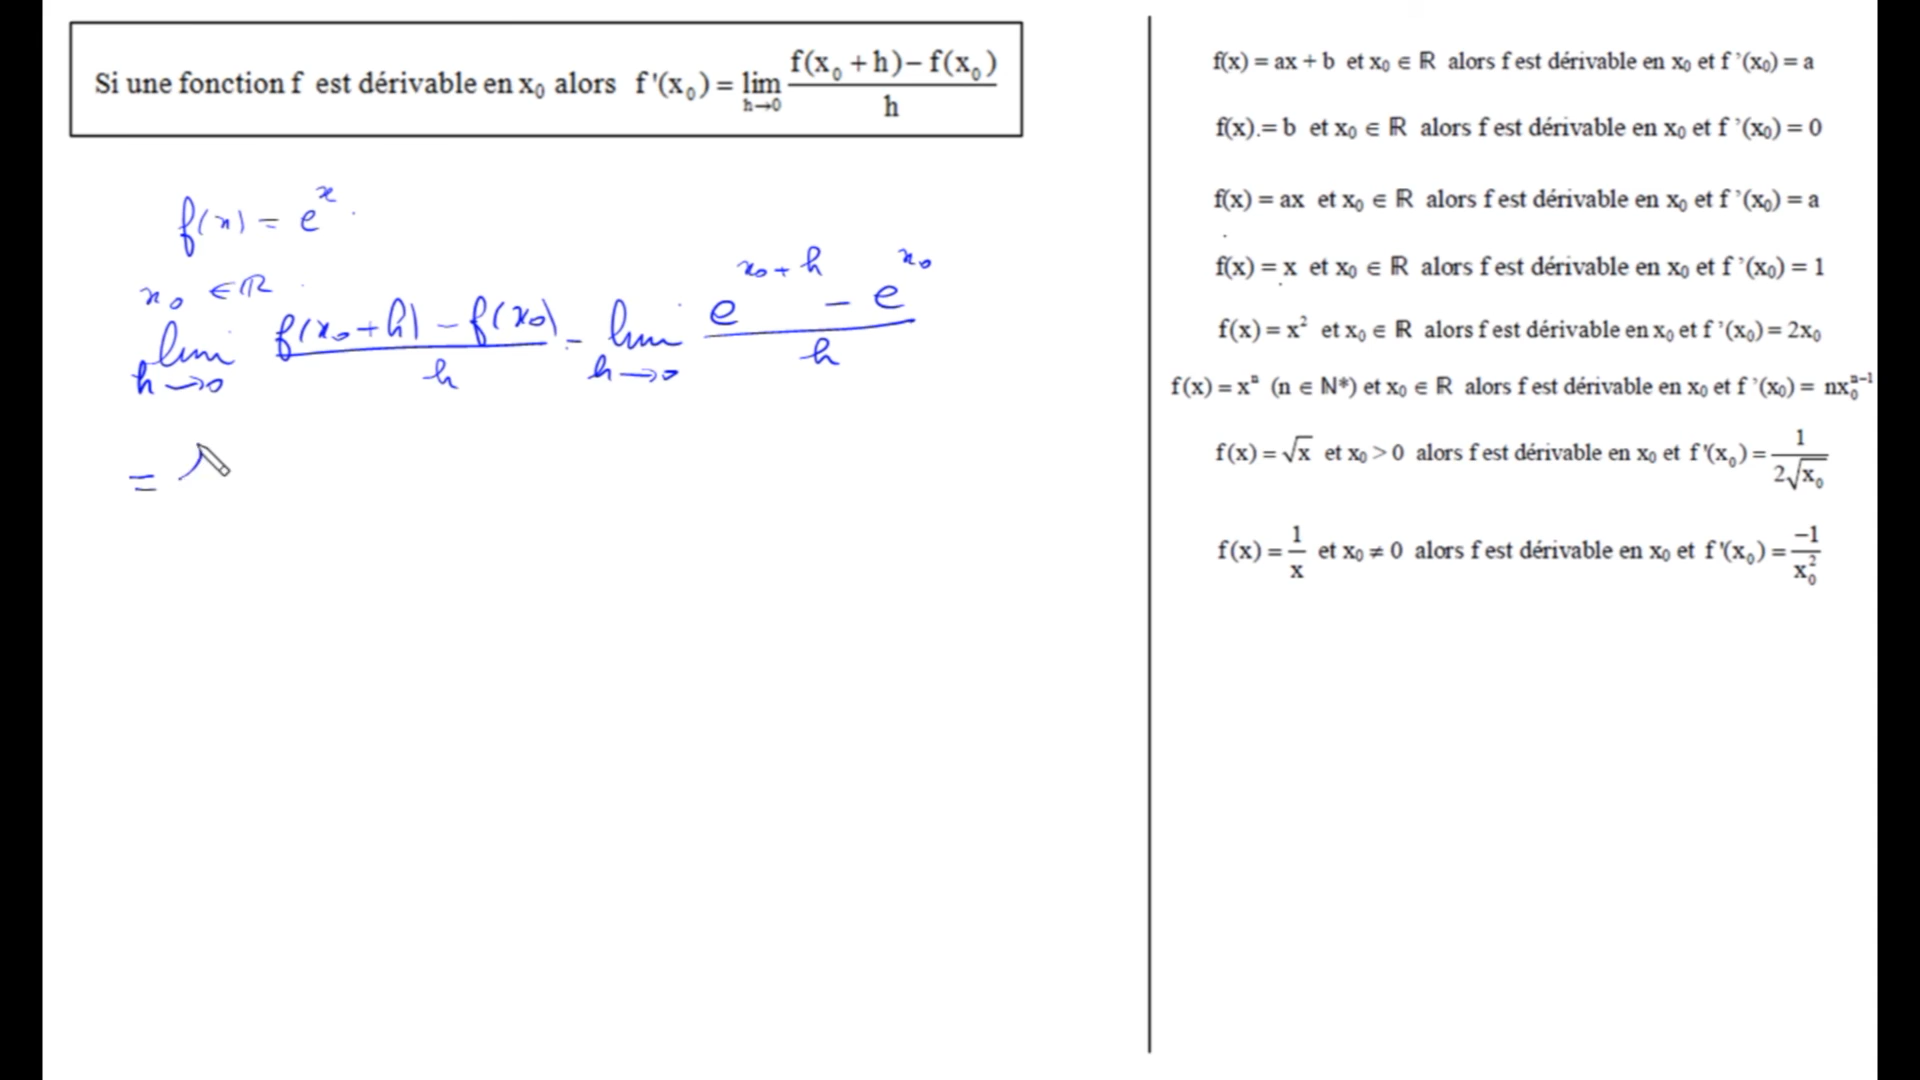 Si une fonction f est dérivable en x₀ alors f'(x₀) = lim h→0 f(x₀ + h) − f(x₀) / h
f(x) = eˣ.
x₀ ∈ ℝ.
lim h→0 f(x₀+h) − f(x₀) / h = lim h→0 e^(x₀+h) − e^(x₀) / h
=
f(x) = ax + b et x₀ ∈ ℝ alors f est dérivable en x₀ et f '(x₀) = a
f(x).= b et x₀ ∈ ℝ alors f est dérivable en x₀ et f '(x₀) = 0
f(x) = ax et x₀ ∈ ℝ alors f est dérivable en x₀ et f '(x₀) = a
f(x) = x et x₀ ∈ ℝ alors f est dérivable en x₀ et f '(x₀) = 1
f(x) = x² et x₀ ∈ ℝ alors f est dérivable en x₀ et f '(x₀) = 2x₀
f(x) = xⁿ (n ∈ N*) et x₀ ∈ ℝ alors f est dérivable en x₀ et f '(x₀) = nx₀ⁿ⁻¹
f(x) = √x et x₀ > 0 alors f est dérivable en x₀ et f '(x₀) = 1 / 2√x₀
f(x) = 1/x et x₀ ≠ 0 alors f est dérivable en x₀ et f '(x₀) = −1 / x₀²